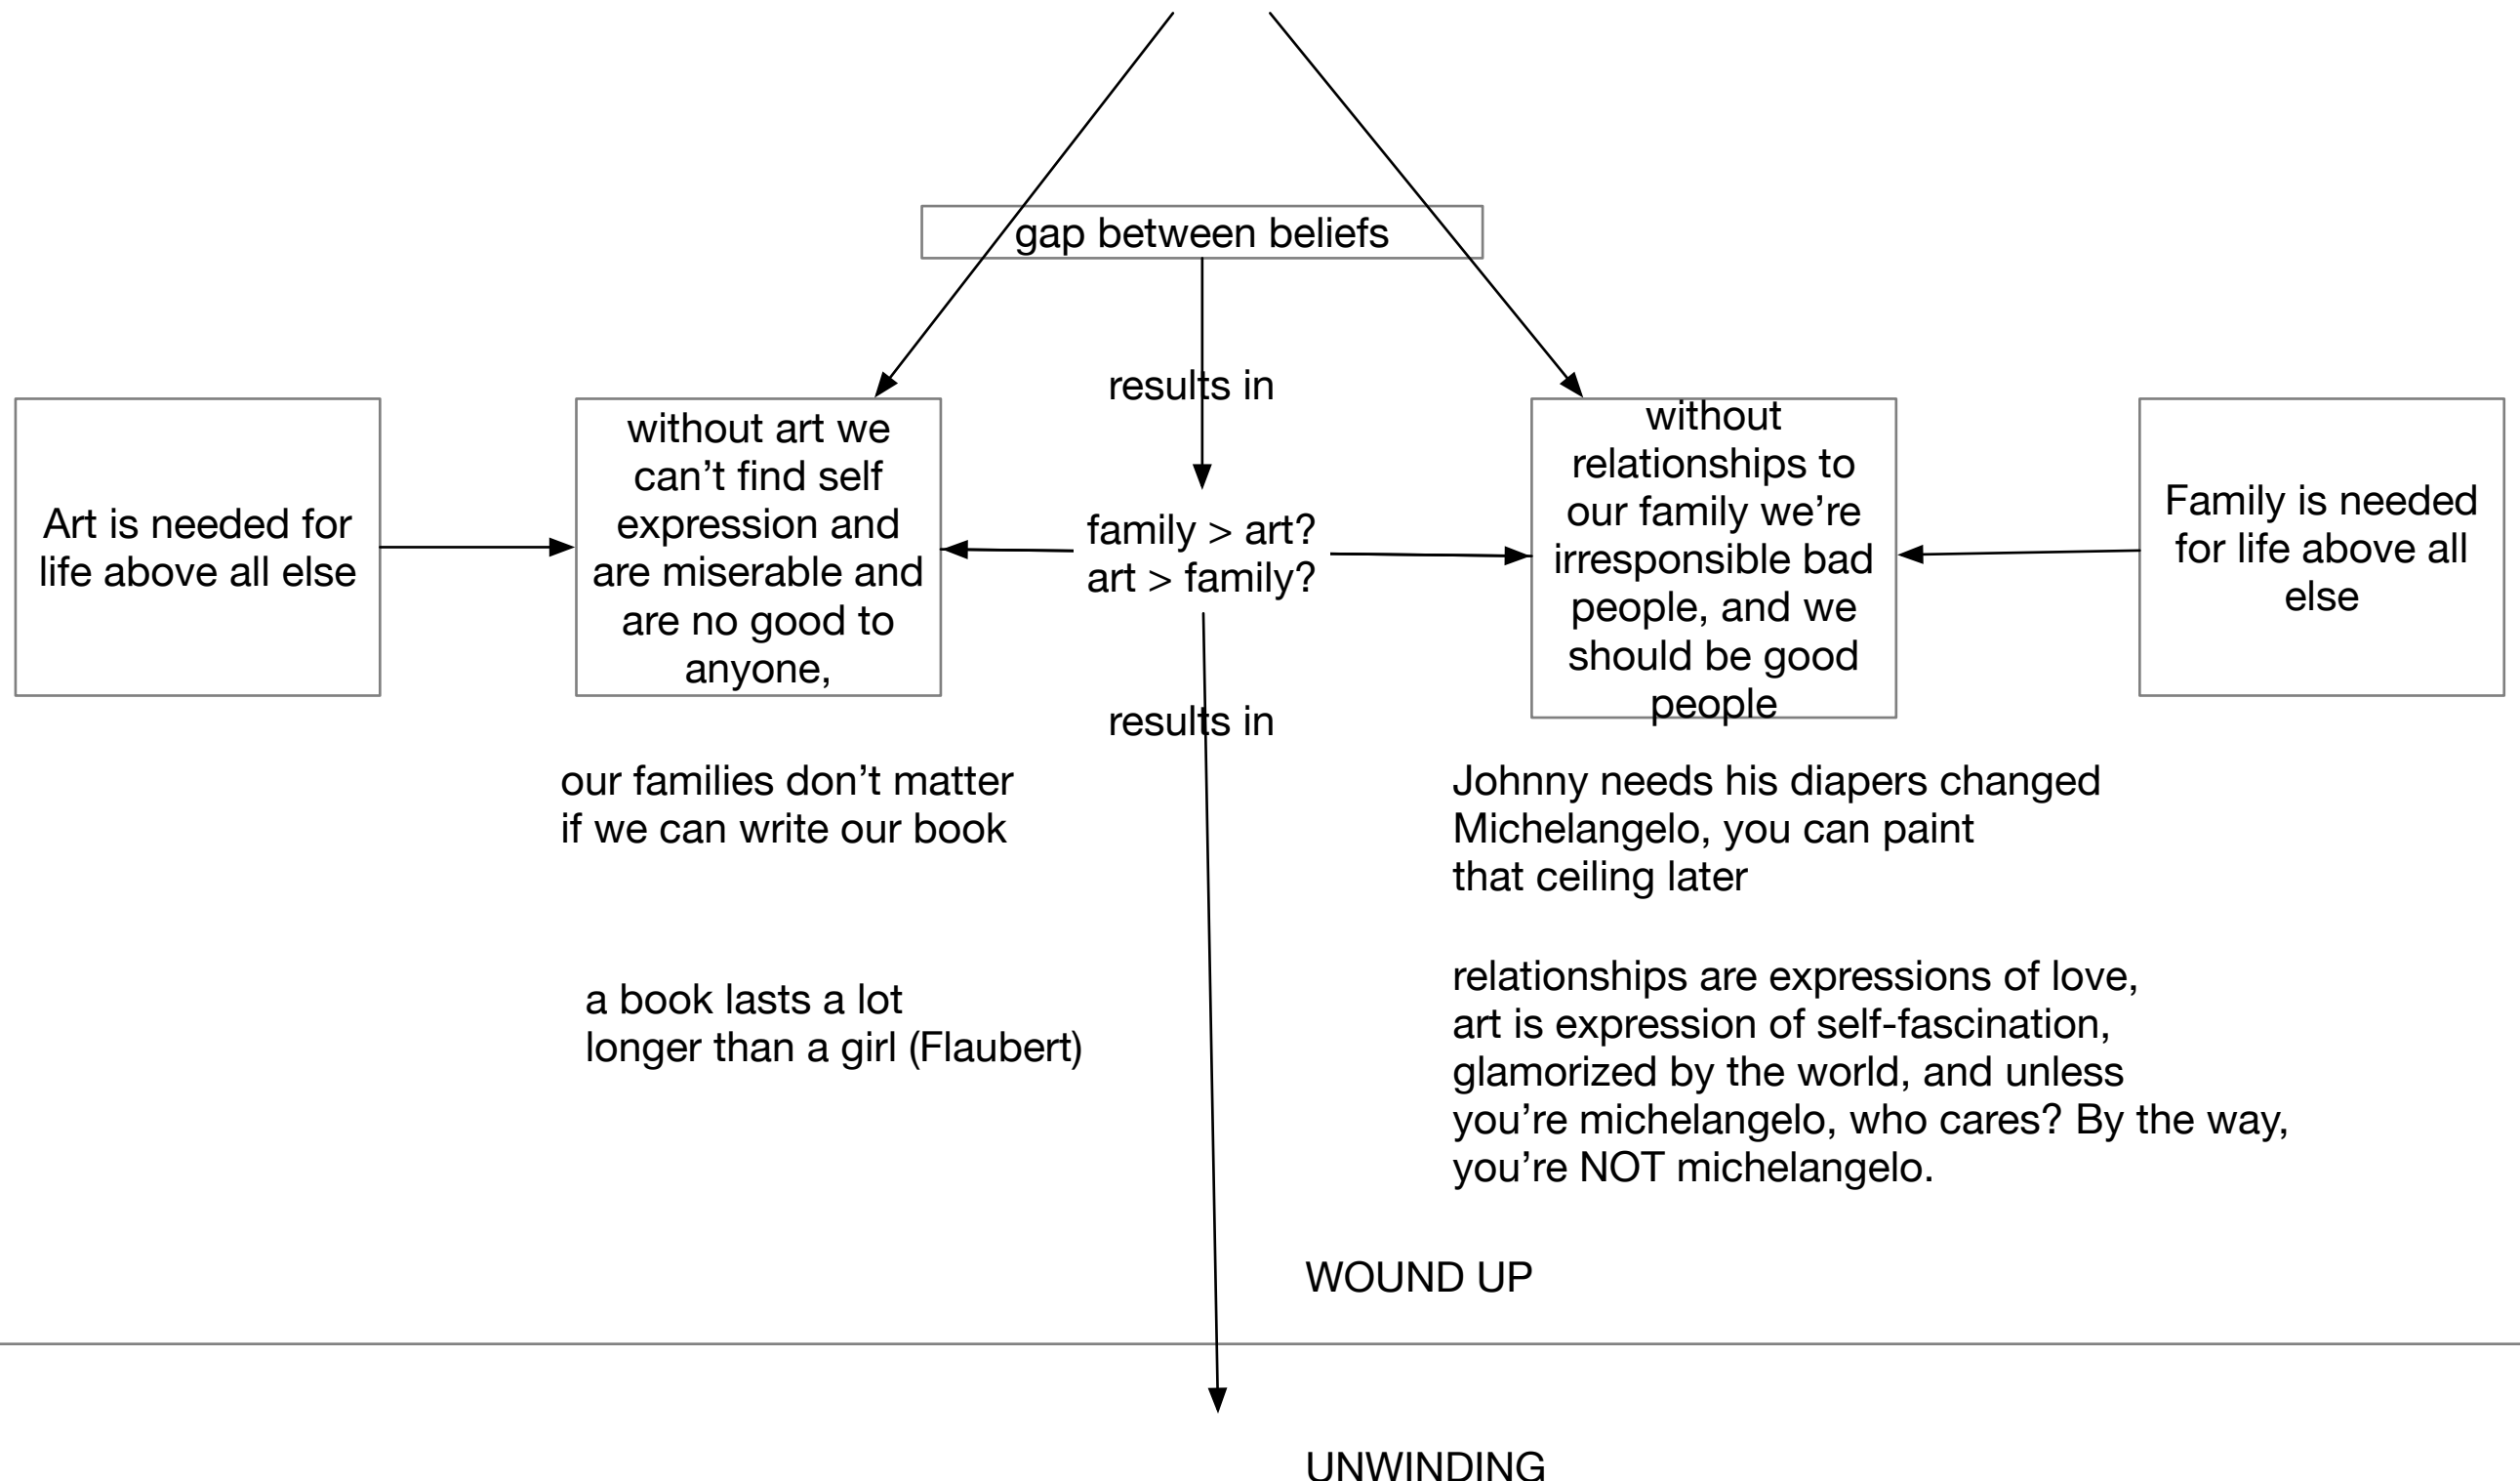 gap between beliefs
results in
Art is needed for
life above all else
without art we
can’t find self
expression and
are miserable and
are no good to
anyone,
family > art?
art > family?
without
relationships to
our family we’re
irresponsible bad
people, and we
should be good
people
Family is needed
for life above all
else
results in
our families don’t matter
if we can write our book
a book lasts a lot
longer than a girl (Flaubert)
Johnny needs his diapers changed
Michelangelo, you can paint
that ceiling later
relationships are expressions of love,
art is expression of self-fascination,
glamorized by the world, and unless
you’re michelangelo, who cares? By the way,
you’re NOT michelangelo.
WOUND UP
UNWINDING